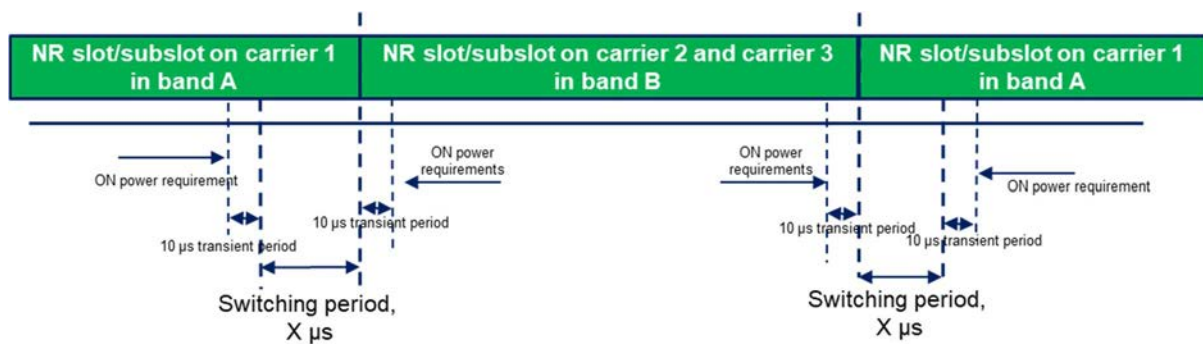 NR slot/subslot on carrier 1
in band A
NR slot/subslot on carrier 2 and carrier 3
in band B
NR slot/subslot on carrier 1
in band A
ON power requirement
ON power
requirements
ON power
requirements
ON power requirement
10 µs transient period
10 µs transient period
10 µs transient period
10 µs transient period
Switching period,
X µs
Switching period,
X µs